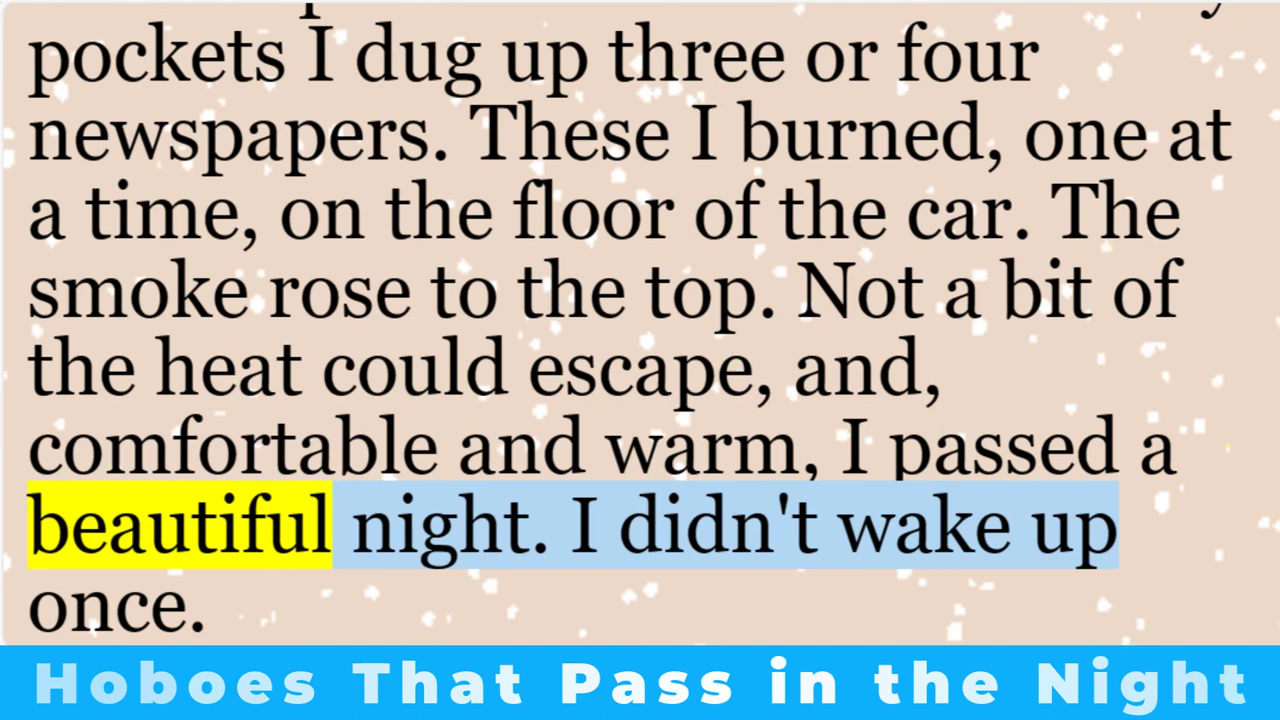 pockets I dug up three or four
newspapers. These I burned, one at
a time, on the floor of the car. The
smoke rose to the top. Not a bit of
the heat could escape, and,
comfortable and warm, I passed a
beautiful night. I didn't wake up
once.
Hoboes That Pass in the Night